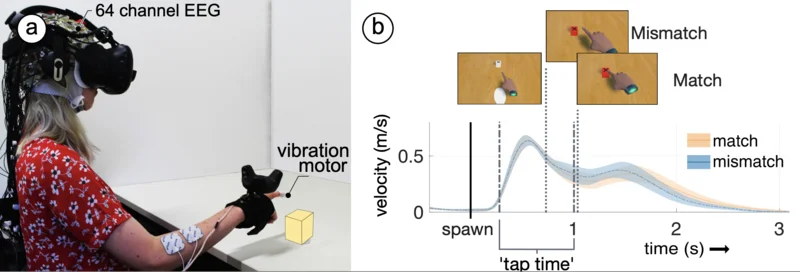 a
64 channel EEG
vibration
motor
b
Mismatch
Match
velocity (m/s)
0.5
0
match
mismatch
spawn
1
2
3
time (s) →
'tap time'